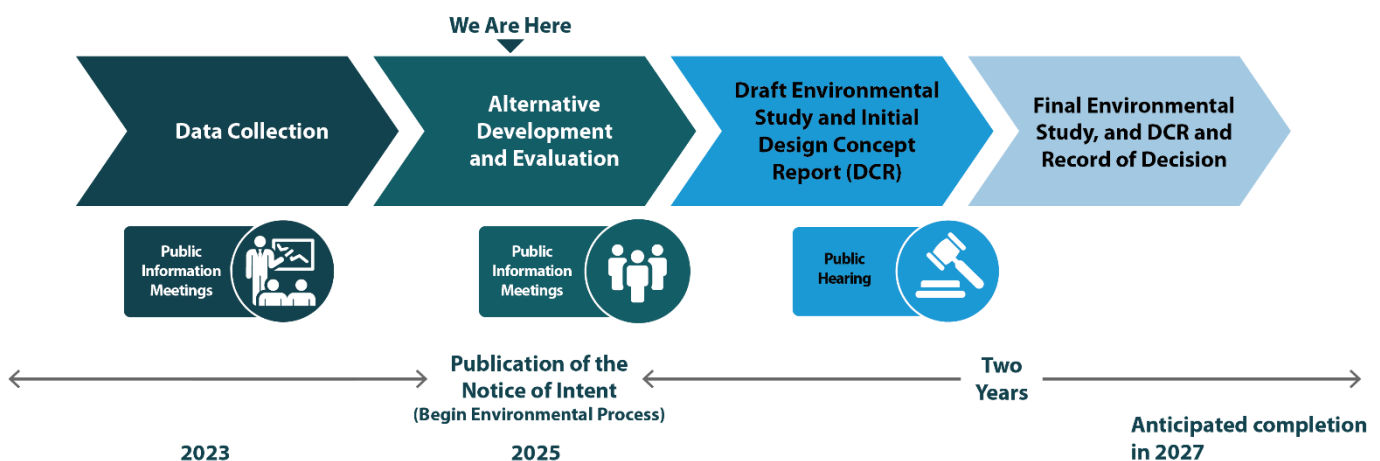 We Are Here
Data Collection
Alternative
Development
and Evaluation
Draft Environmental
Study and Initial
Design Concept
Report (DCR)
Final Environmental
Study, and DCR and
Record of Decision
Public
Information
Meetings
Public
Information
Meetings
Public
Hearing
Publication of the
Notice of Intent
(Begin Environmental Process)
Two
Years
2023
2025
Anticipated completion
in 2027